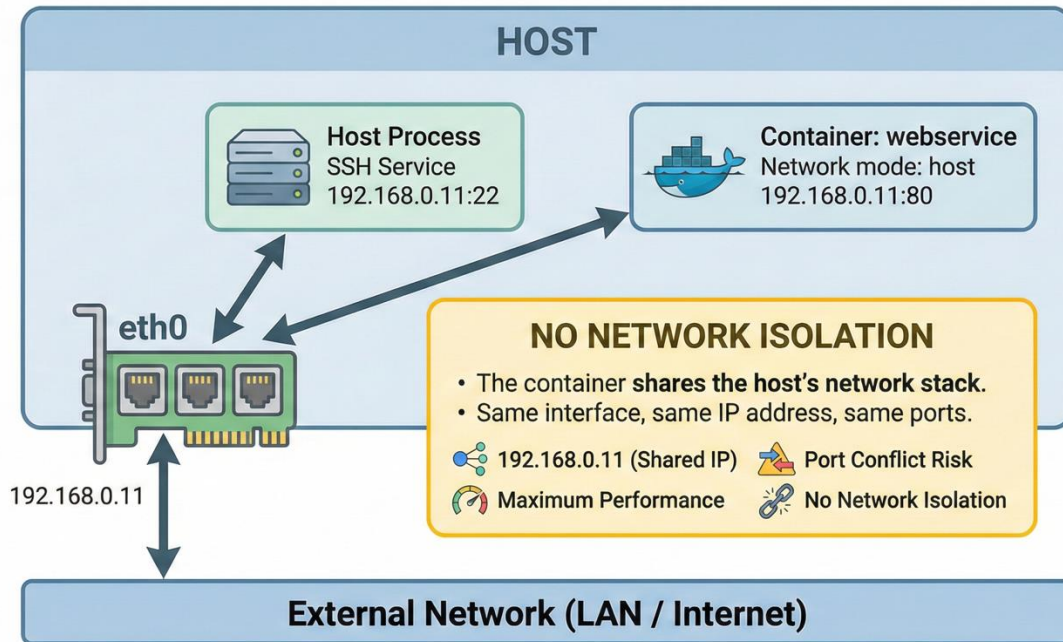 HOST
Host Process
SSH Service
192.168.0.11:22
Container: webservice
Network mode: host
192.168.0.11:80
eth0
NO NETWORK ISOLATION
• The container shares the host's network stack.
• Same interface, same IP address, same ports.
192.168.0.11 (Shared IP)
Port Conflict Risk
Maximum Performance
No Network Isolation
192.168.0.11
External Network (LAN / Internet)